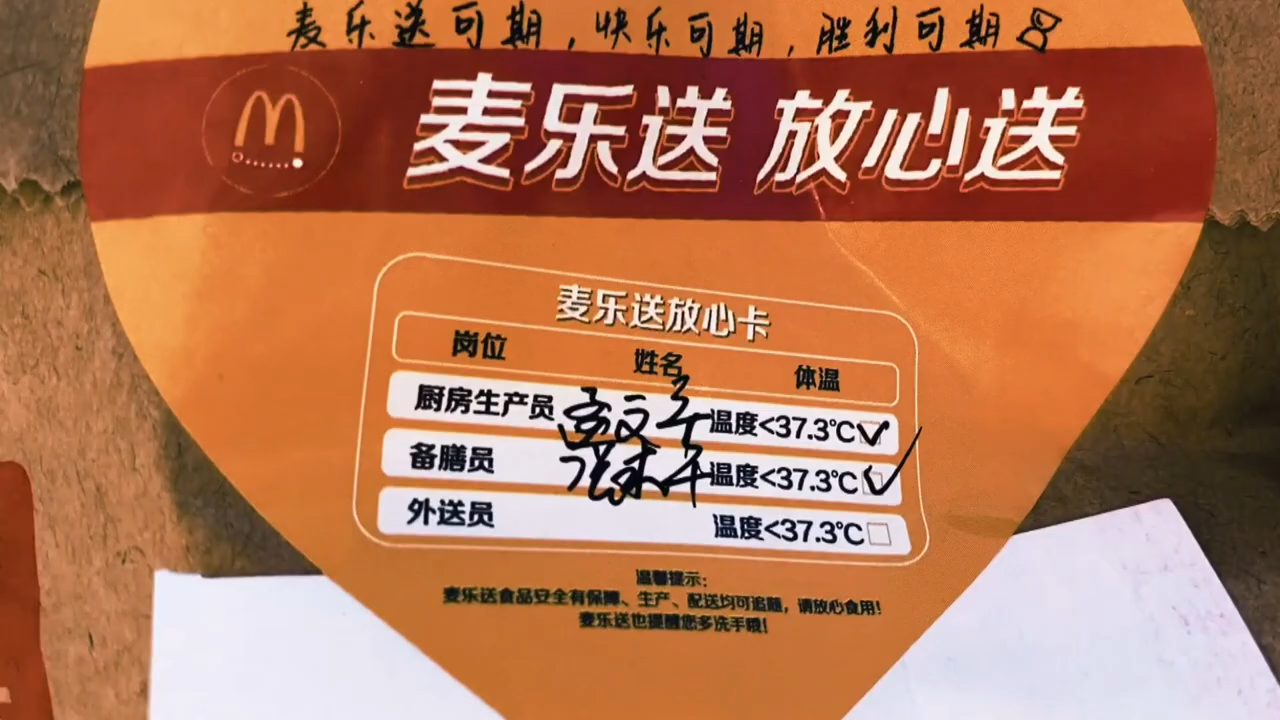 麦乐送可期，快乐可期，胜利可期
麦乐送 放心送
麦乐送放心卡
岗位 姓名 体温
厨房生产员 温度<37.3℃
备膳员 温度<37.3℃
外送员 温度<37.3℃
温馨提示：
麦乐送食品安全有保障、生产、配送均可追踪，请放心食用！
麦乐送也提醒您多洗手哦！